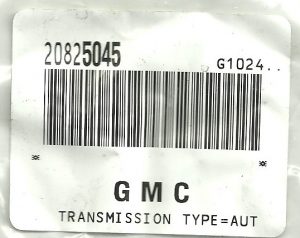 20825045 G1024..
GMC
TRANSMISSION TYPE=AUT